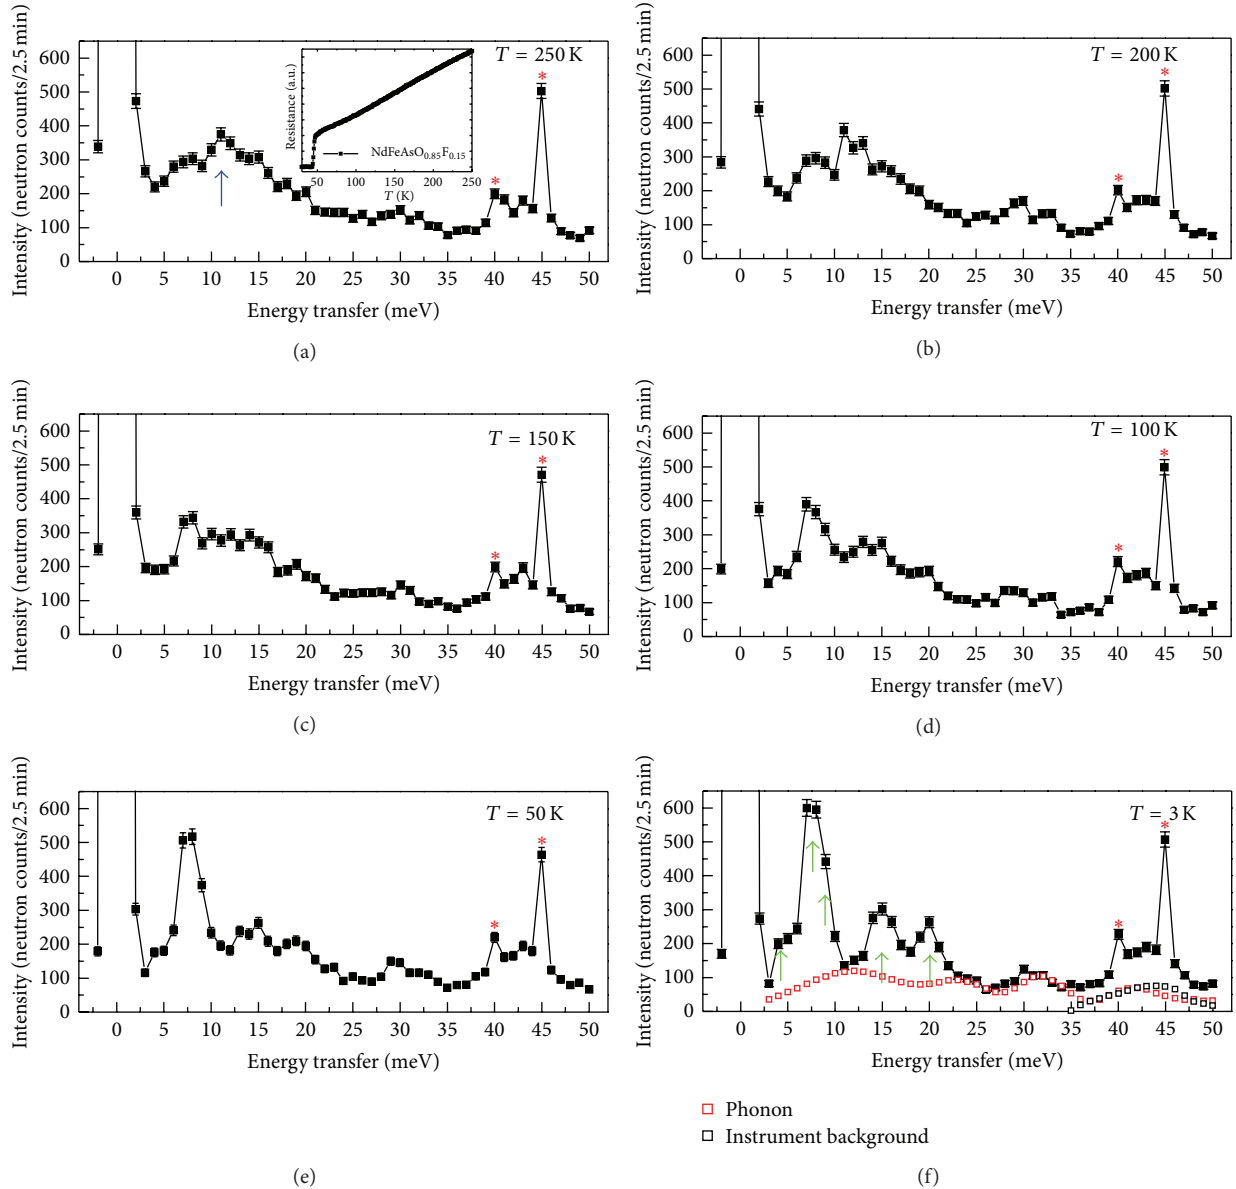 T = 250 K
Intensity (neutron counts/2.5 min)
600
500
400
300
200
100
0
*
*
Resistance (a.u.)
NdFeAsO0.85F0.15
50 100 150 200 250
T (K)
0 5 10 15 20 25 30 35 40 45 50
Energy transfer (meV)
(a)
T = 200 K
Intensity (neutron counts/2.5 min)
600
500
400
300
200
100
0
*
*
0 5 10 15 20 25 30 35 40 45 50
Energy transfer (meV)
(b)
T = 150 K
Intensity (neutron counts/2.5 min)
600
500
400
300
200
100
0
*
*
0 5 10 15 20 25 30 35 40 45 50
Energy transfer (meV)
(c)
T = 100 K
Intensity (neutron counts/2.5 min)
600
500
400
300
200
100
0
*
*
0 5 10 15 20 25 30 35 40 45 50
Energy transfer (meV)
(d)
T = 50 K
Intensity (neutron counts/2.5 min)
600
500
400
300
200
100
0
*
*
0 5 10 15 20 25 30 35 40 45 50
Energy transfer (meV)
(e)
T = 3 K
Intensity (neutron counts/2.5 min)
600
500
400
300
200
100
0
*
*
0 5 10 15 20 25 30 35 40 45 50
Energy transfer (meV)
Phonon
Instrument background
(f)